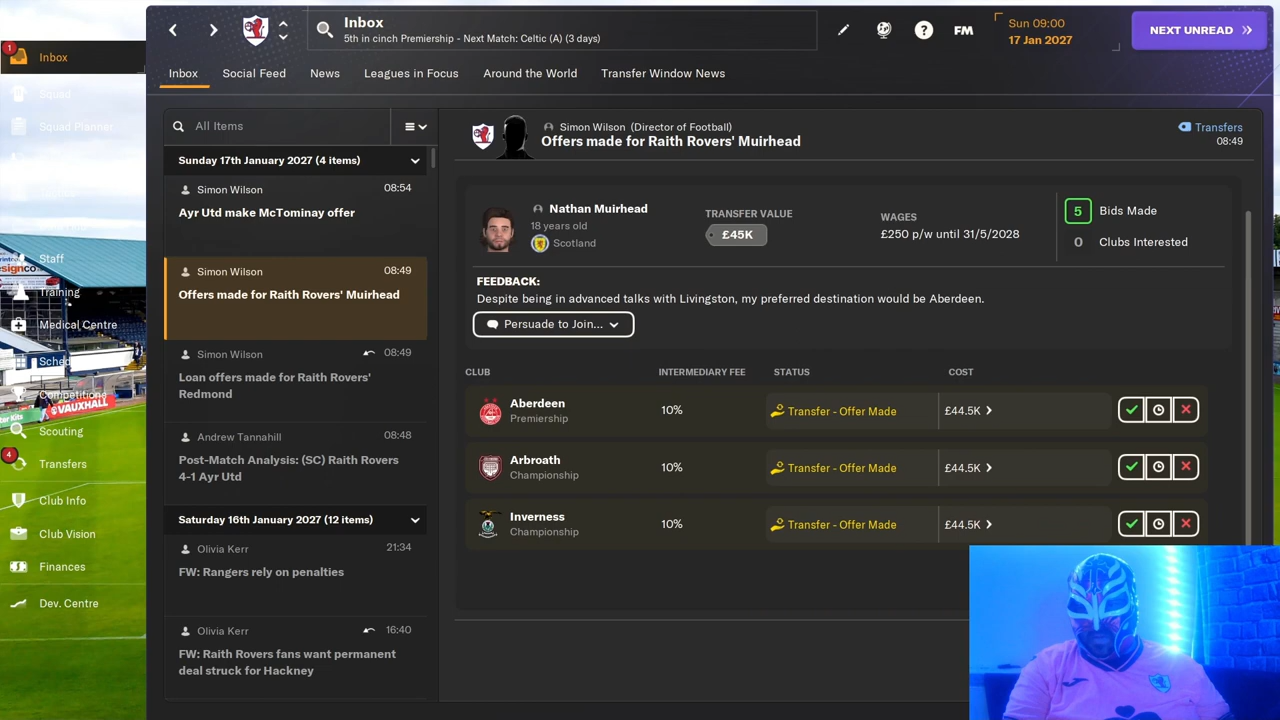 Inbox
5th in cinch Premiership - Next Match: Celtic (A) (3 days)
?
FM
Sun 09:00
17 Jan 2027
NEXT UNREAD
1
Inbox
Inbox
Social Feed
News
Leagues in Focus
Around the World
Transfer Window News
Squad
Squad Planner
Staff
Training
Medical Centre
Sched
Competitions
VAUXHALL
Scouting
4
Transfers
Club Info
Club Vision
Finances
Dev. Centre
All Items
Sunday 17th January 2027 (4 items)
Simon Wilson
08:54
Ayr Utd make McTominay offer
Simon Wilson
08:49
Offers made for Raith Rovers' Muirhead
Simon Wilson
08:49
Loan offers made for Raith Rovers'
Redmond
Andrew Tannahill
08:48
Post-Match Analysis: (SC) Raith Rovers
4-1 Ayr Utd
Saturday 16th January 2027 (12 items)
Olivia Kerr
21:34
FW: Rangers rely on penalties
Olivia Kerr
16:40
FW: Raith Rovers fans want permanent
deal struck for Hackney
Simon Wilson (Director of Football)
Offers made for Raith Rovers' Muirhead
Transfers
08:49
Nathan Muirhead
18 years old
Scotland
TRANSFER VALUE
£45K
WAGES
£250 p/w until 31/5/2028
5 Bids Made
0 Clubs Interested
FEEDBACK:
Despite being in advanced talks with Livingston, my preferred destination would be Aberdeen.
Persuade to Join...
CLUB INTERMEDIARY FEE STATUS COST
Aberdeen
Premiership
10%
Transfer - Offer Made
£44.5K
Arbroath
Championship
10%
Transfer - Offer Made
£44.5K
Inverness
Championship
10%
Transfer - Offer Made
£44.5K